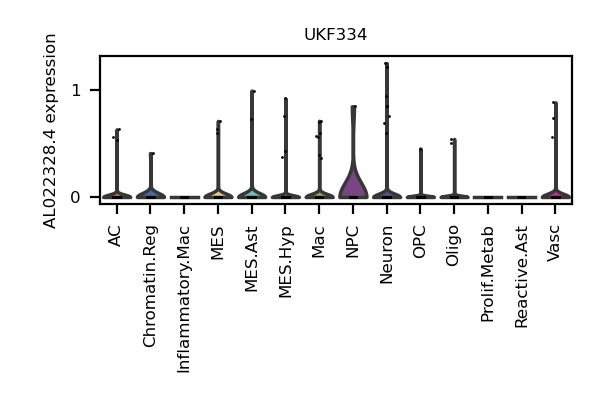 UKF334
AL022328.4 expression
1
0
AC
Chromatin.Reg
Inflammatory.Mac
MES
MES.Ast
MES.Hyp
Mac
NPC
Neuron
OPC
Oligo
Prolif.Metab
Reactive.Ast
Vasc